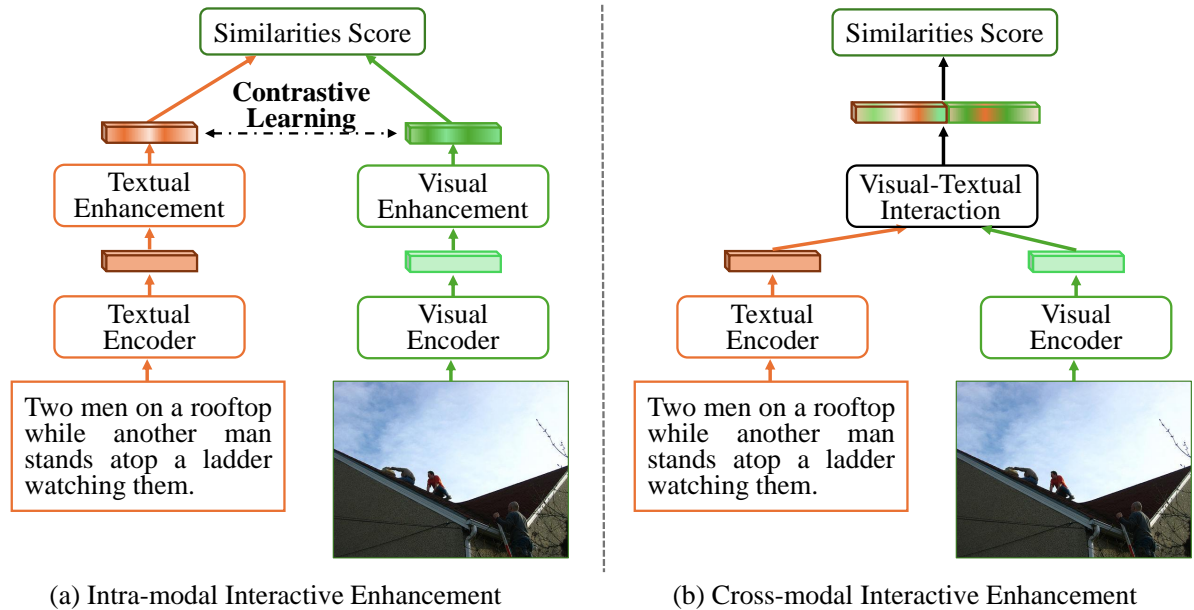 Similarities Score
Contrastive
Learning
Textual
Enhancement
Visual
Enhancement
Textual
Encoder
Visual
Encoder
Two men on a rooftop
while another man
stands atop a ladder
watching them.
(a) Intra-modal Interactive Enhancement
Similarities Score
Visual-Textual
Interaction
Textual
Encoder
Visual
Encoder
Two men on a rooftop
while another man
stands atop a ladder
watching them.
(b) Cross-modal Interactive Enhancement